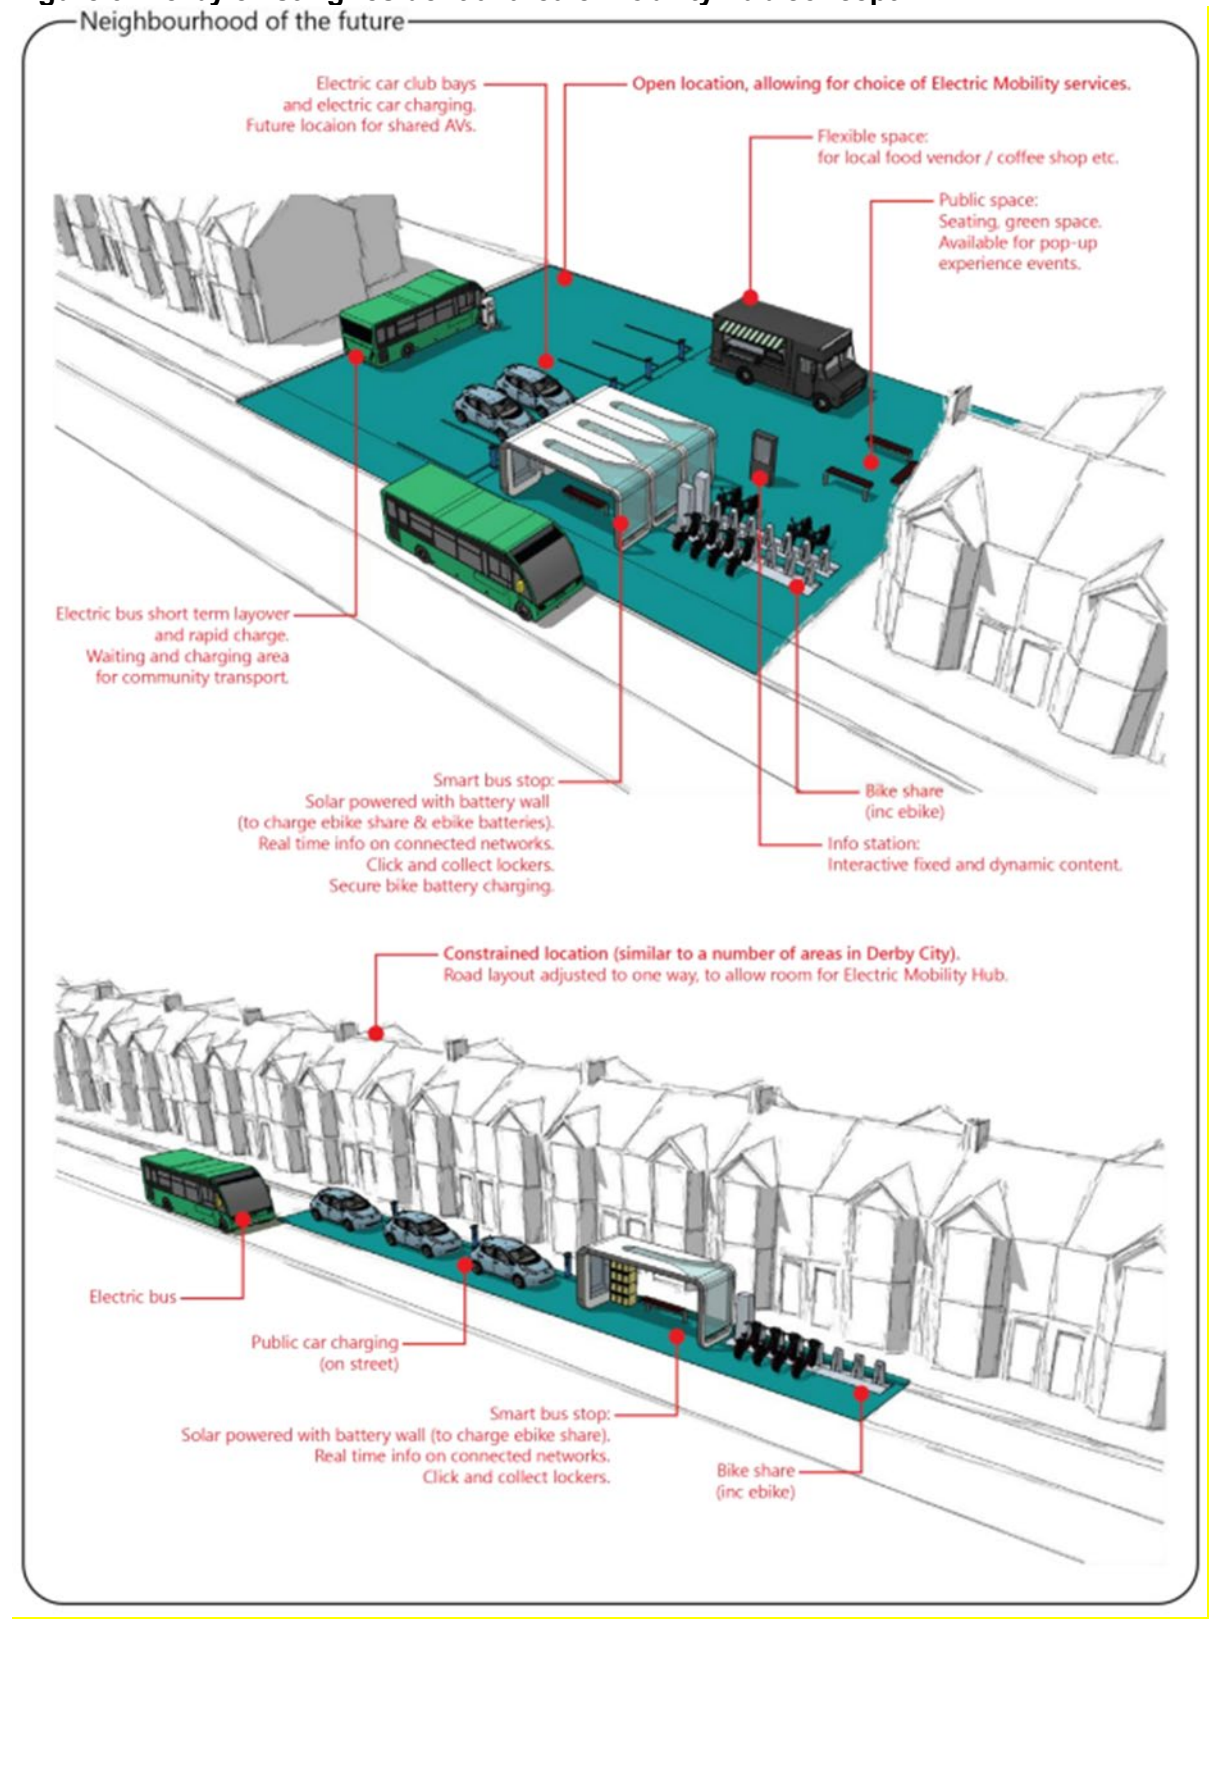 Neighbourhood of the future
Electric car club bays
and electric car charging.
Future locaion for shared AVs.
Open location, allowing for choice of Electric Mobility services.
Flexible space:
for local food vendor / coffee shop etc.
Public space:
Seating, green space.
Available for pop-up
experience events.
Electric bus short term layover
and rapid charge.
Waiting and charging area
for community transport.
Smart bus stop:
Solar powered with battery wall
(to charge ebike share & ebike batteries).
Real time info on connected networks.
Click and collect lockers.
Secure bike battery charging.
Bike share
(inc ebike)
Info station:
Interactive fixed and dynamic content.
Constrained location (similar to a number of areas in Derby City).
Road layout adjusted to one way, to allow room for Electric Mobility Hub.
Electric bus
Public car charging
(on street)
Smart bus stop:
Solar powered with battery wall (to charge ebike share).
Real time info on connected networks.
Click and collect lockers.
Bike share
(inc ebike)